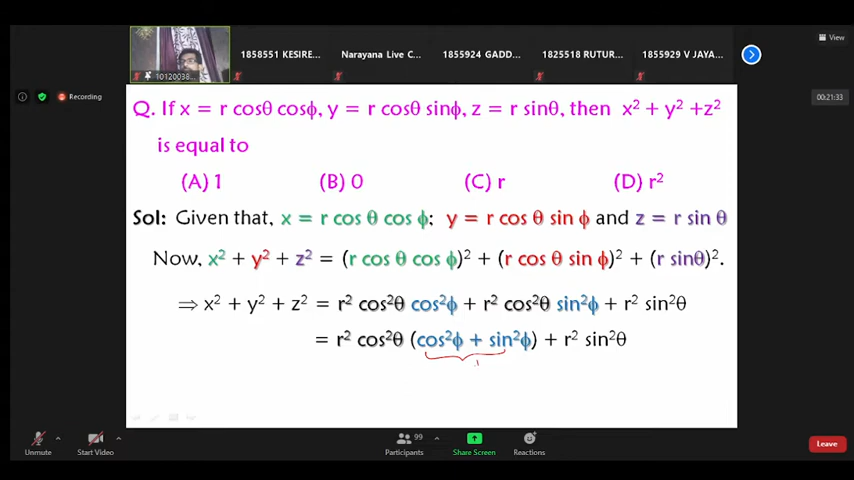 View
1858551 KESIRE...
Narayana Live C...
1855924 GADD...
1825518 RUTUR...
1855929 V JAYA...
10120038...
Recording
00:21:33
Q. If x = r cosθ cosϕ, y = r cosθ sinϕ, z = r sinθ, then x² + y² +z²
is equal to
(A) 1 (B) 0 (C) r (D) r²
Sol: Given that, x = r cos θ cos ϕ; y = r cos θ sin ϕ and z = r sin θ
Now, x² + y² + z² = (r cos θ cos ϕ)² + (r cos θ sin ϕ)² + (r sinθ)².
⇒ x² + y² + z² = r² cos²θ cos²ϕ + r² cos²θ sin²ϕ + r² sin²θ
= r² cos²θ (cos²ϕ + sin²ϕ) + r² sin²θ
Unmute
Start Video
99
Participants
Share Screen
Reactions
Leave